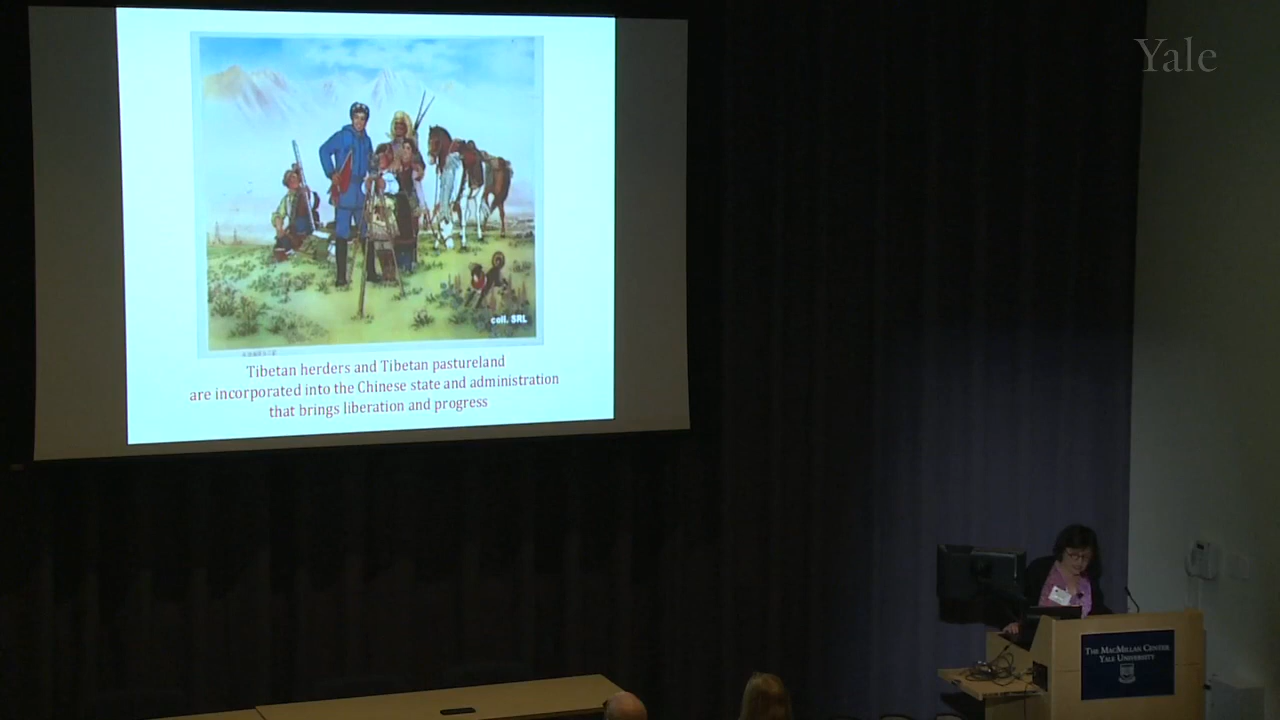 Yale
coll. SRL
Tibetan herders and Tibetan pastureland
are incorporated into the Chinese state and administration
that brings liberation and progress
THE MACMILLAN CENTER
YALE UNIVERSITY